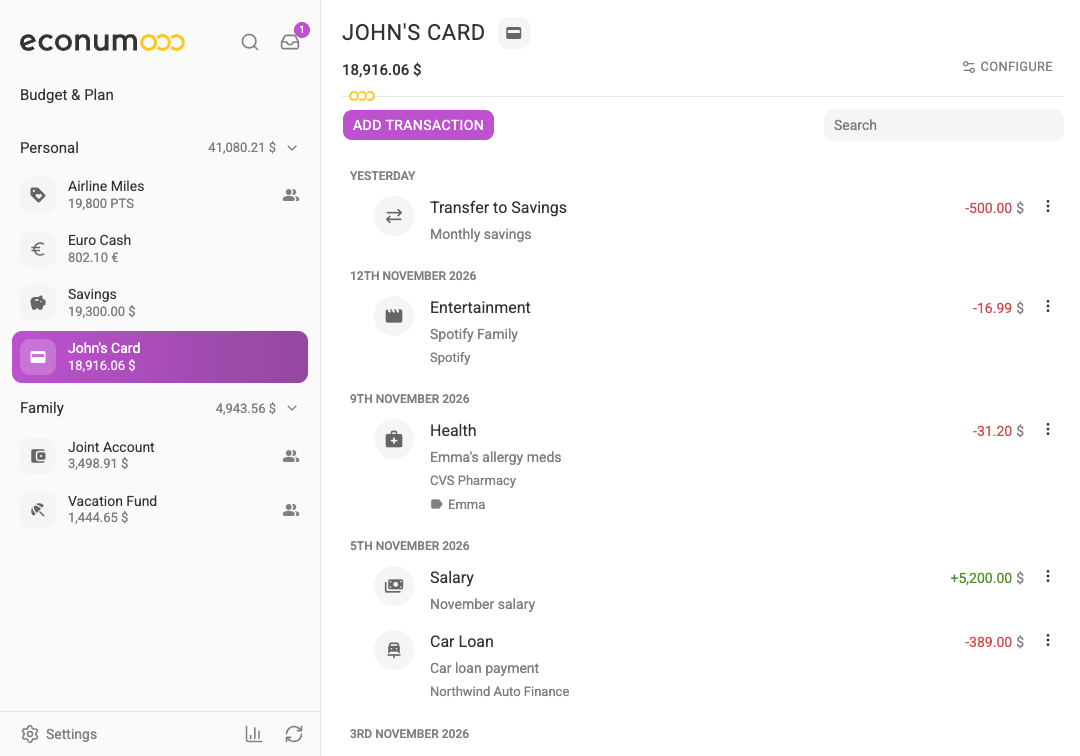 econumo
1
Budget & Plan
Personal 41,080.21 $
Airline Miles
19,800 PTS
Euro Cash
802.10 €
Savings
19,300.00 $
John's Card
18,916.06 $
Family 4,943.56 $
Joint Account
3,498.91 $
Vacation Fund
1,444.65 $
Settings
JOHN'S CARD
18,916.06 $
CONFIGURE
ADD TRANSACTION
Search
YESTERDAY
Transfer to Savings -500.00 $
Monthly savings
12TH NOVEMBER 2026
Entertainment -16.99 $
Spotify Family
Spotify
9TH NOVEMBER 2026
Health -31.20 $
Emma's allergy meds
CVS Pharmacy
Emma
5TH NOVEMBER 2026
Salary +5,200.00 $
November salary
Car Loan -389.00 $
Car loan payment
Northwind Auto Finance
3RD NOVEMBER 2026